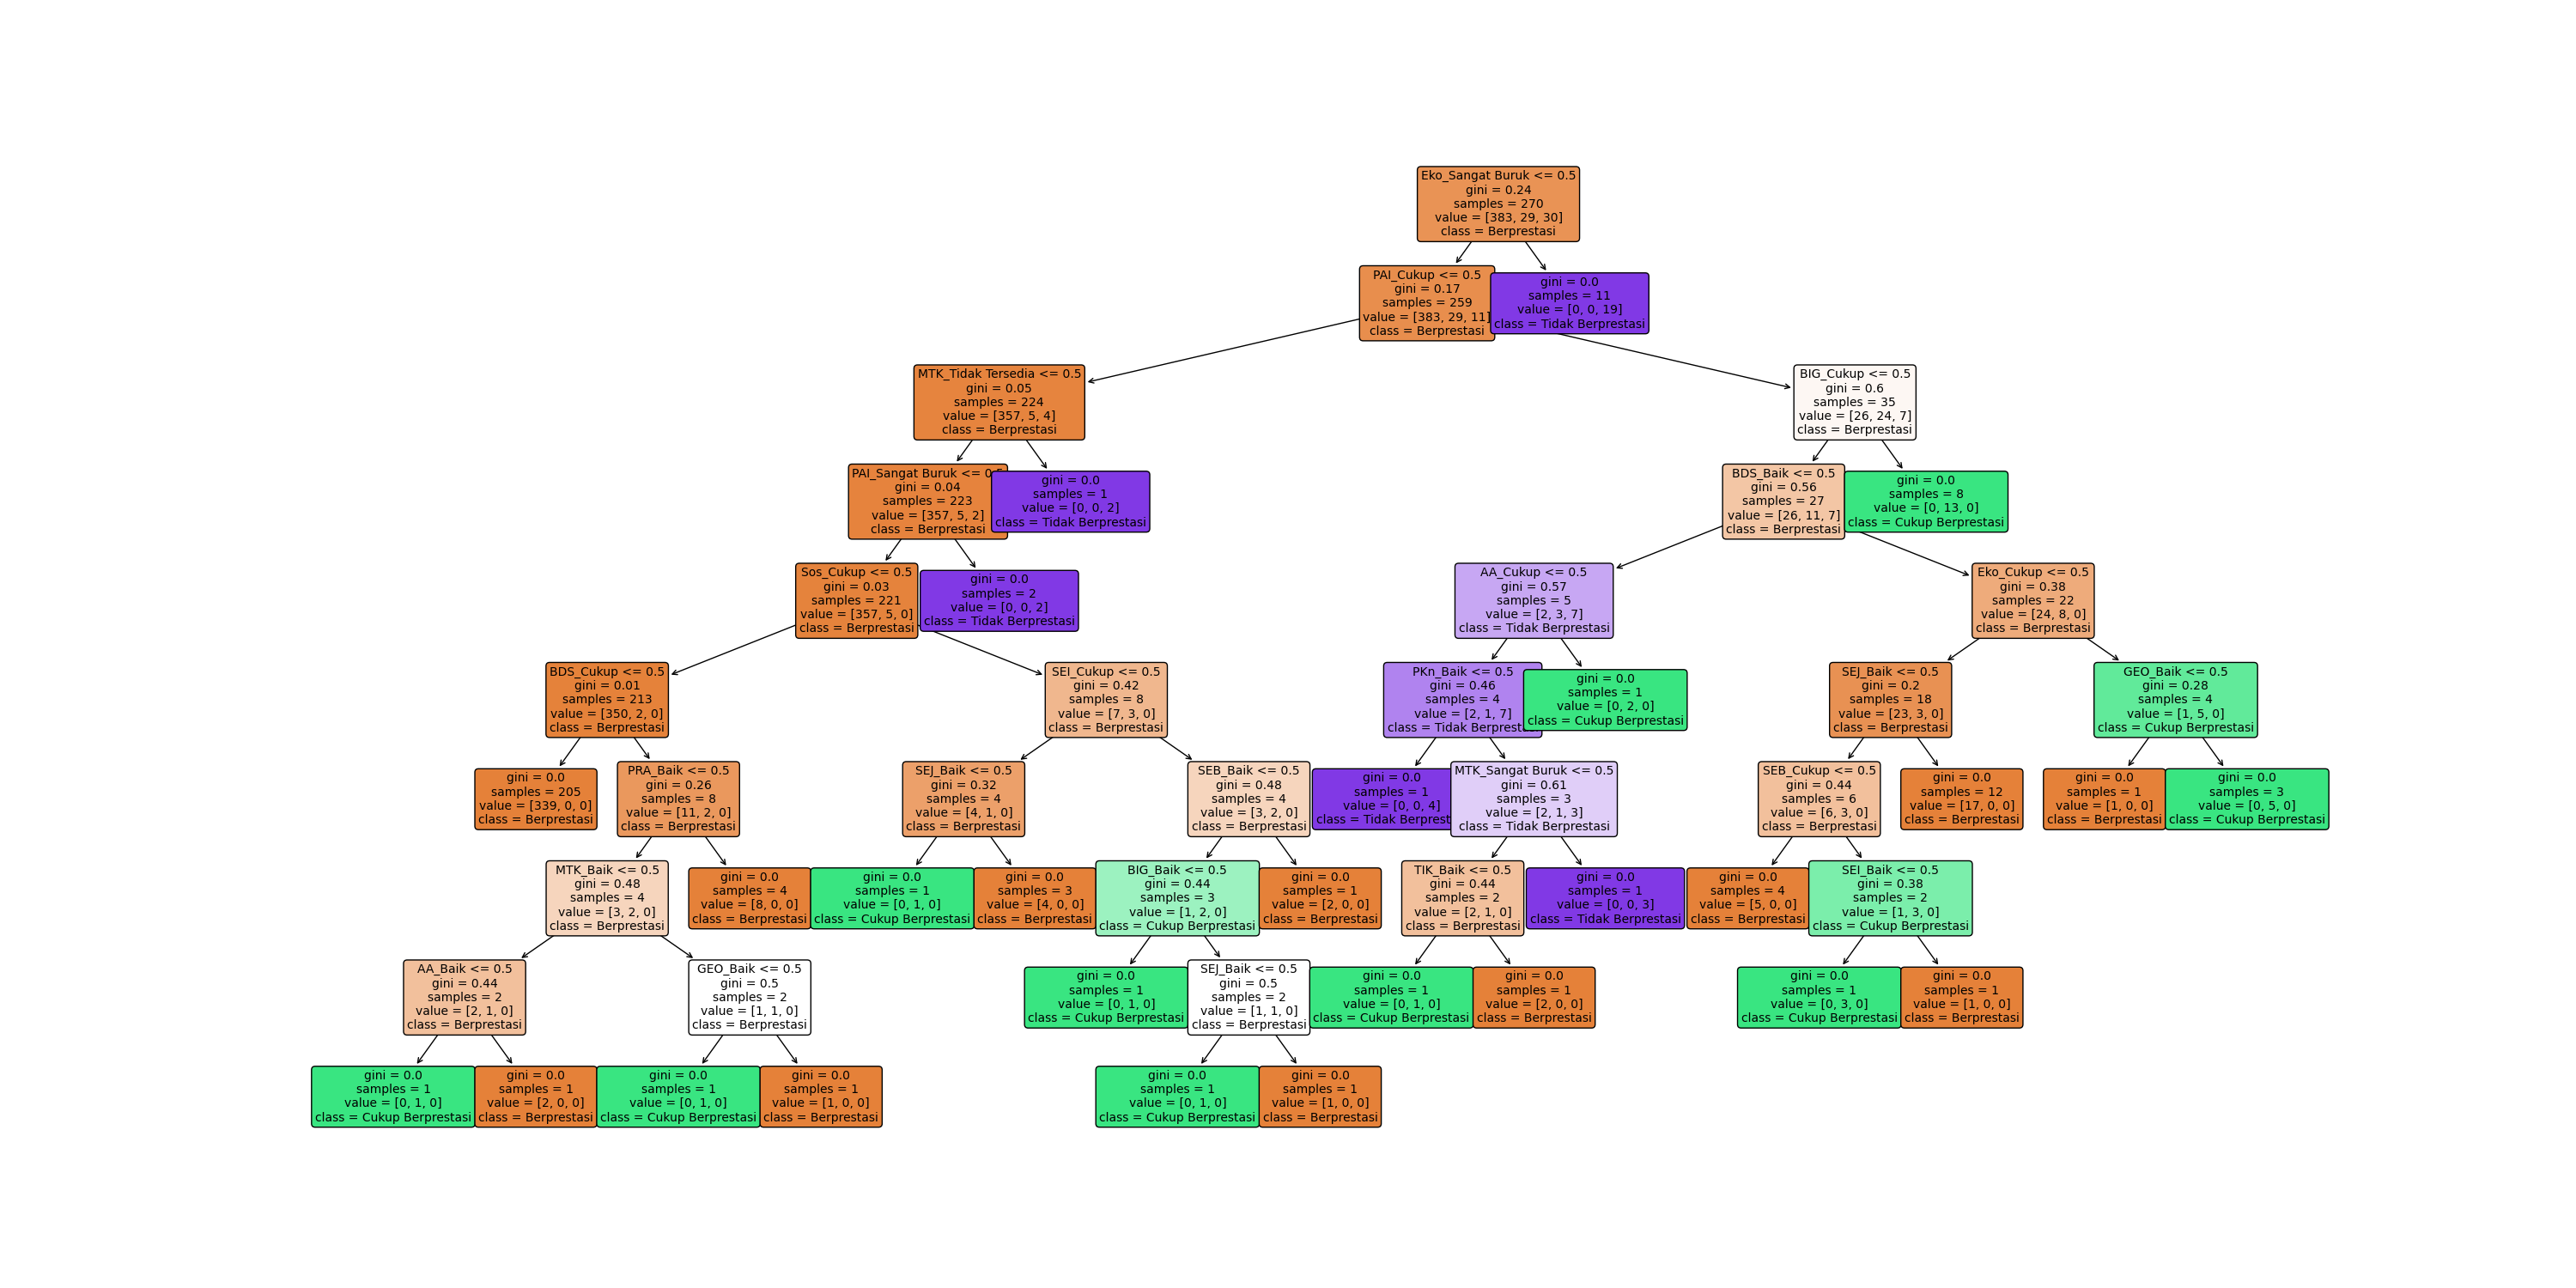 Eko_Sangat Buruk <= 0.5
gini = 0.24
samples = 270
value = [383, 29, 30]
class = Berprestasi
PAI_Cukup <= 0.5
gini = 0.17
samples = 259
value = [383, 29, 11]
class = Berprestasi
gini = 0.0
samples = 11
value = [0, 0, 19]
class = Tidak Berprestasi
MTK_Tidak Tersedia <= 0.5
gini = 0.05
samples = 224
value = [357, 5, 4]
class = Berprestasi
BIG_Cukup <= 0.5
gini = 0.6
samples = 35
value = [26, 24, 7]
class = Berprestasi
PAI_Sangat Buruk <= 0.5
gini = 0.04
samples = 223
value = [357, 5, 2]
class = Berprestasi
gini = 0.0
samples = 1
value = [0, 0, 2]
class = Tidak Berprestasi
BDS_Baik <= 0.5
gini = 0.56
samples = 27
value = [26, 11, 7]
class = Berprestasi
gini = 0.0
samples = 8
value = [0, 13, 0]
class = Cukup Berprestasi
Sos_Cukup <= 0.5
gini = 0.03
samples = 221
value = [357, 5, 0]
class = Berprestasi
gini = 0.0
samples = 2
value = [0, 0, 2]
class = Tidak Berprestasi
AA_Cukup <= 0.5
gini = 0.57
samples = 5
value = [2, 3, 7]
class = Tidak Berprestasi
Eko_Cukup <= 0.5
gini = 0.38
samples = 22
value = [24, 8, 0]
class = Berprestasi
BDS_Cukup <= 0.5
gini = 0.01
samples = 213
value = [350, 2, 0]
class = Berprestasi
SEI_Cukup <= 0.5
gini = 0.42
samples = 8
value = [7, 3, 0]
class = Berprestasi
PKn_Baik <= 0.5
gini = 0.46
samples = 4
value = [2, 1, 7]
class = Tidak Berprest
gini = 0.0
samples = 1
value = [0, 2, 0]
class = Cukup Berprestasi
SEJ_Baik <= 0.5
gini = 0.2
samples = 18
value = [23, 3, 0]
class = Berprestasi
GEO_Baik <= 0.5
gini = 0.28
samples = 4
value = [1, 5, 0]
class = Cukup Berprestasi
gini = 0.0
samples = 205
value = [339, 0, 0]
class = Berprestasi
PRA_Baik <= 0.5
gini = 0.26
samples = 8
value = [11, 2, 0]
class = Berprestasi
SEJ_Baik <= 0.5
gini = 0.32
samples = 4
value = [4, 1, 0]
class = Berprestasi
SEB_Baik <= 0.5
gini = 0.48
samples = 4
value = [3, 2, 0]
class = Berprestasi
gini = 0.0
samples = 1
value = [0, 0, 4]
class = Tidak Berprest
MTK_Sangat Buruk <= 0.5
gini = 0.61
samples = 3
value = [2, 1, 3]
class = Tidak Berprestasi
SEB_Cukup <= 0.5
gini = 0.44
samples = 6
value = [6, 3, 0]
class = Berprestasi
gini = 0.0
samples = 12
value = [17, 0, 0]
class = Berprestasi
gini = 0.0
samples = 1
value = [1, 0, 0]
class = Berprestasi
gini = 0.0
samples = 3
value = [0, 5, 0]
class = Cukup Berprestasi
MTK_Baik <= 0.5
gini = 0.48
samples = 4
value = [3, 2, 0]
class = Berprestasi
gini = 0.0
samples = 4
value = [8, 0, 0]
class = Berprestasi
gini = 0.0
samples = 1
value = [0, 1, 0]
class = Cukup Berprestasi
gini = 0.0
samples = 3
value = [4, 0, 0]
class = Berprestasi
BIG_Baik <= 0.5
gini = 0.44
samples = 3
value = [1, 2, 0]
class = Cukup Berprestasi
gini = 0.0
samples = 1
value = [2, 0, 0]
class = Berprestasi
TIK_Baik <= 0.5
gini = 0.44
samples = 2
value = [2, 1, 0]
class = Berprestasi
gini = 0.0
samples = 1
value = [0, 0, 3]
class = Tidak Berprestasi
gini = 0.0
samples = 4
value = [5, 0, 0]
class = Berprestasi
SEI_Baik <= 0.5
gini = 0.38
samples = 2
value = [1, 3, 0]
class = Cukup Berprestasi
AA_Baik <= 0.5
gini = 0.44
samples = 2
value = [2, 1, 0]
class = Berprestasi
GEO_Baik <= 0.5
gini = 0.5
samples = 2
value = [1, 1, 0]
class = Berprestasi
gini = 0.0
samples = 1
value = [0, 1, 0]
class = Cukup Berprestasi
SEJ_Baik <= 0.5
gini = 0.5
samples = 2
value = [1, 1, 0]
class = Berprestasi
gini = 0.0
samples = 1
value = [0, 1, 0]
class = Cukup Berprestasi
gini = 0.0
samples = 1
value = [2, 0, 0]
class = Berprestasi
gini = 0.0
samples = 1
value = [0, 3, 0]
class = Cukup Berprestasi
gini = 0.0
samples = 1
value = [1, 0, 0]
class = Berprestasi
gini = 0.0
samples = 1
value = [0, 1, 0]
class = Cukup Berprestasi
gini = 0.0
samples = 1
value = [2, 0, 0]
class = Berprestasi
gini = 0.0
samples = 1
value = [0, 1, 0]
class = Cukup Berprestasi
gini = 0.0
samples = 1
value = [1, 0, 0]
class = Berprestasi
gini = 0.0
samples = 1
value = [0, 1, 0]
class = Cukup Berprestasi
gini = 0.0
samples = 1
value = [1, 0, 0]
class = Berprestasi